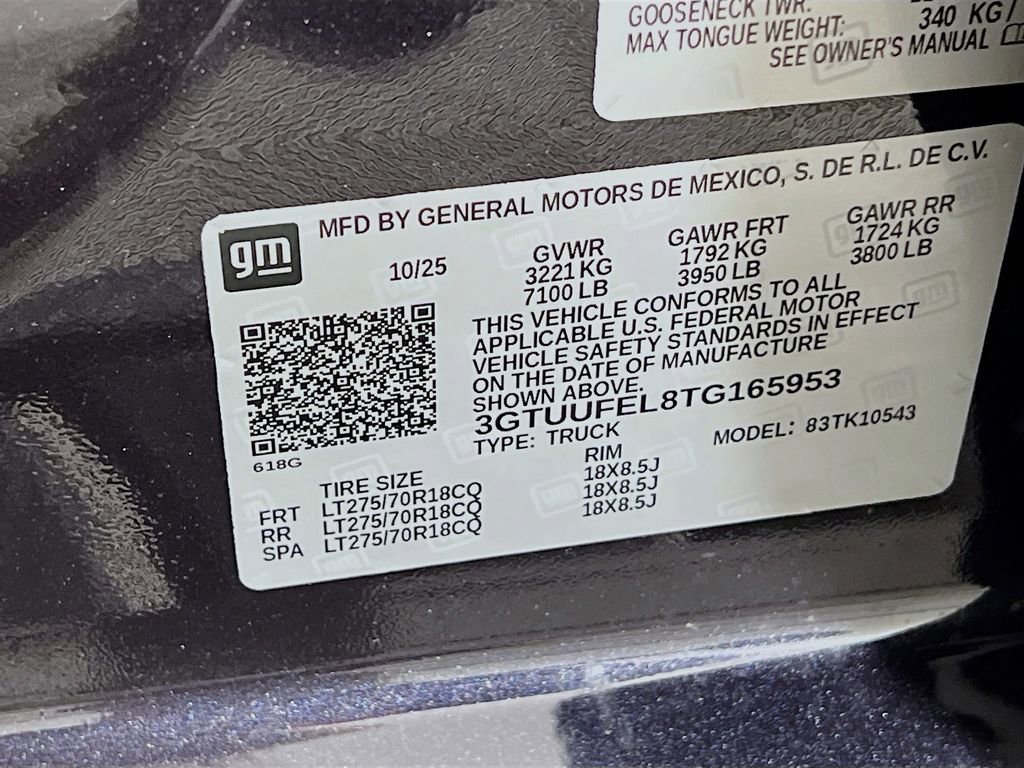 GOOSENECK TWR:
MAX TONGUE WEIGHT: 340 KG/
SEE OWNER'S MANUAL
gm
MFD BY GENERAL MOTORS DE MEXICO, S. DE R.L. DE C.V.
10/25
GVWR
3221 KG
7100 LB
GAWR FRT
1792 KG
3950 LB
GAWR RR
1724 KG
3800 LB
THIS VEHICLE CONFORMS TO ALL
APPLICABLE U.S. FEDERAL MOTOR
VEHICLE SAFETY STANDARDS IN EFFECT
ON THE DATE OF MANUFACTURE
SHOWN ABOVE.
3GTUUFEL8TG165953
TYPE: TRUCK MODEL: 83TK10543
618G
TIRE SIZE RIM
FRT LT275/70R18CQ 18X8.5J
RR LT275/70R18CQ 18X8.5J
SPA LT275/70R18CQ 18X8.5J